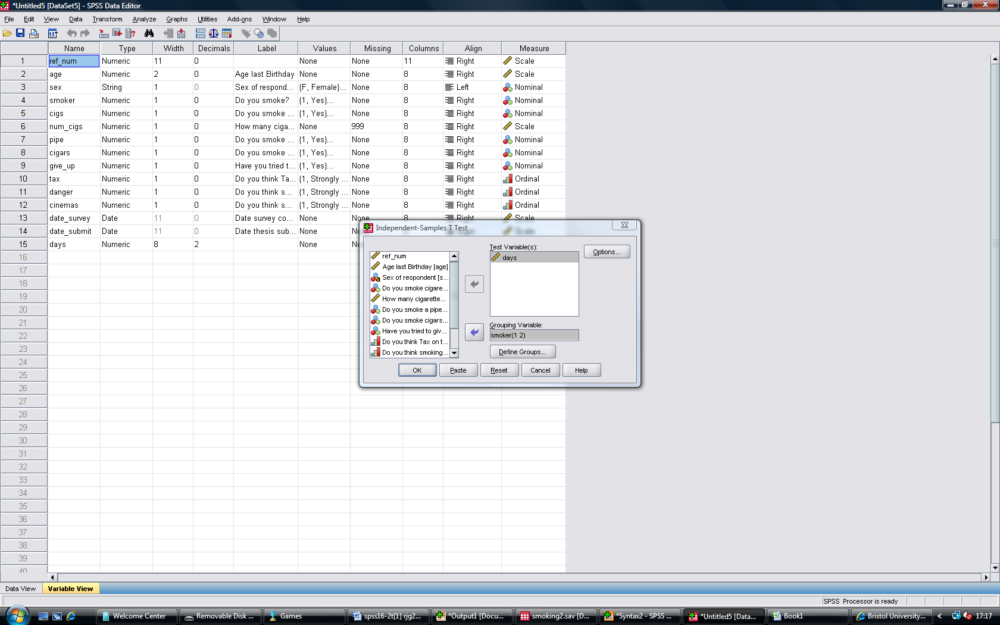 *Untitled5 [DataSet5] - SPSS Data Editor
File Edit View Data Transform Analyze Graphs Utilities Add-ons Window Help
Name Type Width Decimals Label Values Missing Columns Align Measure
1 ref_num Numeric 11 0 None None 11 Right Scale
2 age Numeric 2 0 Age last Birthday None None 8 Right Scale
3 sex String 1 0 Sex of respond... {F, Female}... None 8 Left Nominal
4 smoker Numeric 1 0 Do you smoke? {1, Yes}... None 8 Right Nominal
5 cigs Numeric 1 0 Do you smoke ... {1, Yes}... None 8 Right Nominal
6 num_cigs Numeric 1 0 How many ciga... None 999 8 Right Scale
7 pipe Numeric 1 0 Do you smoke ... {1, Yes}... None 8 Right Nominal
8 cigars Numeric 1 0 Do you smoke ... {1, Yes}... None 8 Right Nominal
9 give_up Numeric 1 0 Have you tried t... {1, Yes}... None 8 Right Nominal
10 tax Numeric 1 0 Do you think Ta... {1, Strongly ... None 8 Right Ordinal
11 danger Numeric 1 0 Do you think s... {1, Strongly ... None 8 Right Ordinal
12 cinemas Numeric 1 0 Do you think s... {1, Strongly ... None 8 Right Ordinal
13 date_survey Date 11 0 Date survey co... None None 8 Right Scale
14 date_submit Date 11 0 Date thesis sub... None Scale
15 days Numeric 8 2 None
16
17
18
19
20
21
22
23
24
25
26
27
28
29
30
31
32
33
34
35
36
37
38
39
40
Independent-Samples T Test
ref_num
Age last Birthday [age]
Sex of respondent [s...
Do you smoke cigare...
How many cigarette...
Do you smoke a pipe...
Do you smoke cigars...
Have you tried to giv...
Do you think Tax on t...
Do you think smoking...
Test Variable(s):
days
Options...
Grouping Variable:
smoker(1 2)
Define Groups...
OK Paste Reset Cancel Help
Data View Variable View
SPSS Processor is ready
Welcome Center Removable Disk ... Games spss16-2t[1] rjg2... *Output1 [Docu... smoking2.sav [D... *Syntax2 - SPSS ... *Untitled5 [Data... Book1 Bristol University... 17:17